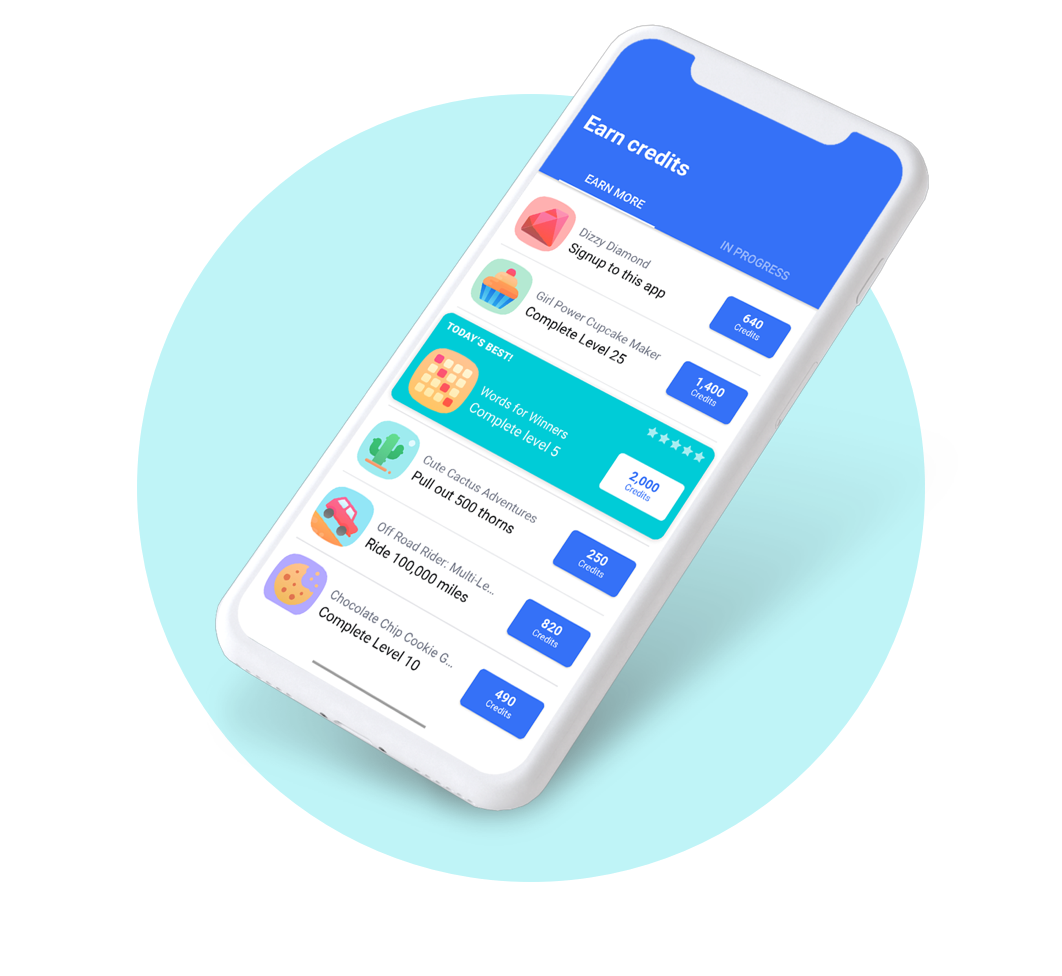 Earn credits
EARN MORE
IN PROGRESS
Dizzy Diamond
Signup to this app
640
Credits
Girl Power Cupcake Maker
Complete Level 25
1,400
Credits
TODAY'S BEST!
Words for Winners
Complete level 5
2,000
Credits
Cute Cactus Adventures
Pull out 500 thorns
250
Credits
Off Road Rider: Multi-Le...
Ride 100,000 miles
820
Credits
Chocolate Chip Cookie G...
Complete Level 10
490
Credits